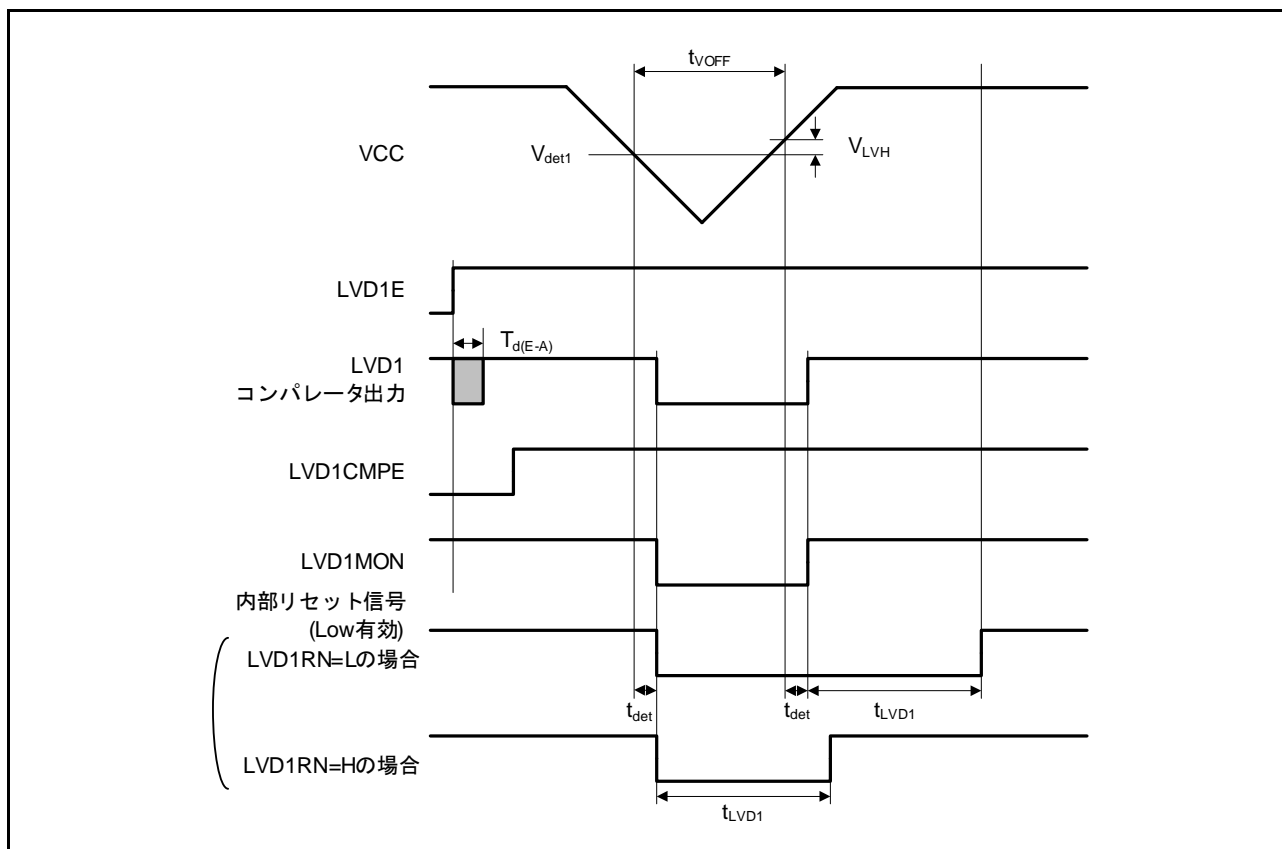 tVOFF
VCC
Vdet1
VLVH
LVD1E
Td(E-A)
LVD1
コンパレータ出力
LVD1CMPE
LVD1MON
内部リセット信号
(Low有効)
LVD1RN=Lの場合
tdet
tdet
tLVD1
LVD1RN=Hの場合
tLVD1